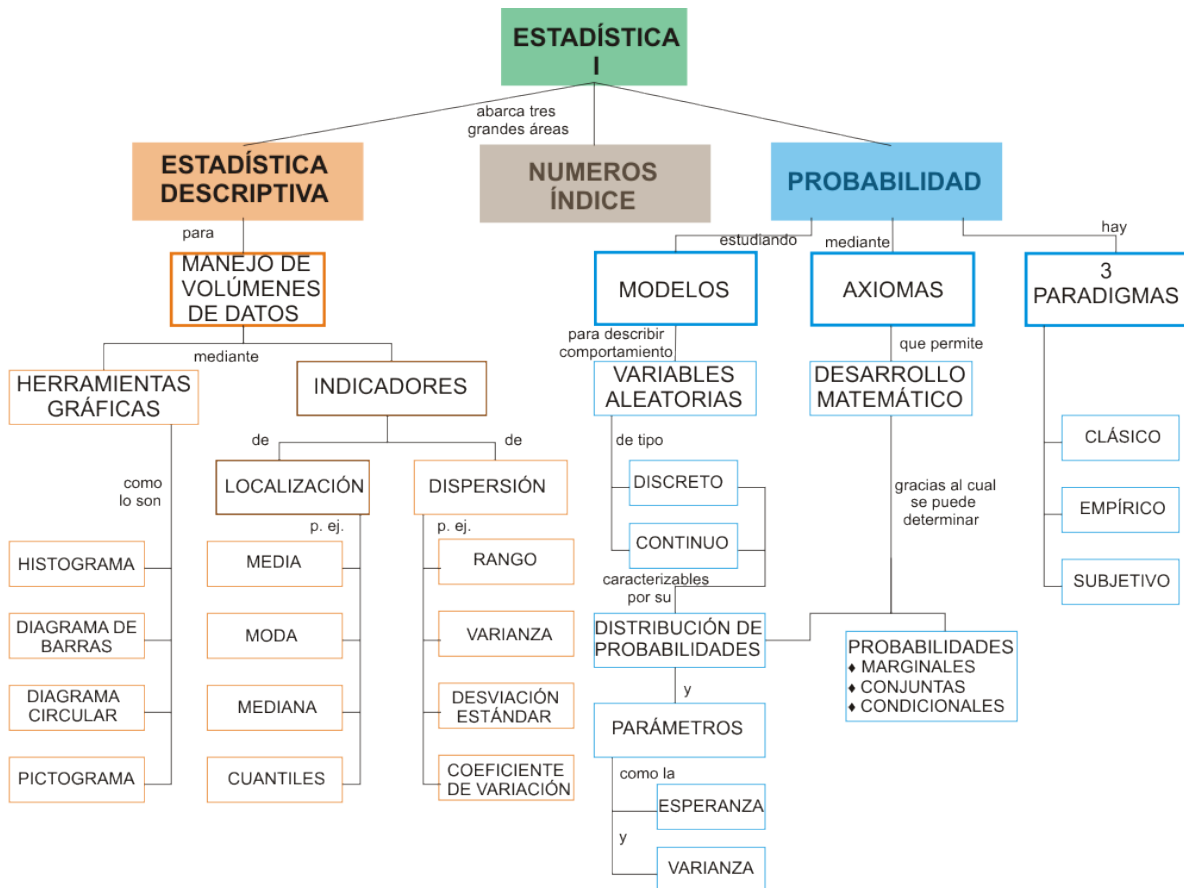 ESTADÍSTICA
I
abarca tres
grandes áreas
ESTADÍSTICA
DESCRIPTIVA
NUMEROS
ÍNDICE
PROBABILIDAD
para
estudiando
mediante
hay
MANEJO DE
VOLÚMENES
DE DATOS
MODELOS
AXIOMAS
3
PARADIGMAS
mediante
para describir
comportamiento
que permite
HERRAMIENTAS
GRÁFICAS
INDICADORES
VARIABLES
ALEATORIAS
DESARROLLO
MATEMÁTICO
de
de
de tipo
CLÁSICO
como
lo son
LOCALIZACIÓN
DISPERSIÓN
DISCRETO
gracias al cual
se puede
determinar
EMPÍRICO
p. ej.
p. ej.
CONTINUO
HISTOGRAMA
MEDIA
RANGO
caracterizables
por su
SUBJETIVO
DIAGRAMA DE
BARRAS
MODA
VARIANZA
DISTRIBUCIÓN DE
PROBABILIDADES
PROBABILIDADES
♦ MARGINALES
♦ CONJUNTAS
♦ CONDICIONALES
y
DIAGRAMA
CIRCULAR
MEDIANA
DESVIACIÓN
ESTÁNDAR
PARÁMETROS
PICTOGRAMA
CUANTILES
COEFICIENTE
DE VARIACIÓN
como la
ESPERANZA
y
VARIANZA